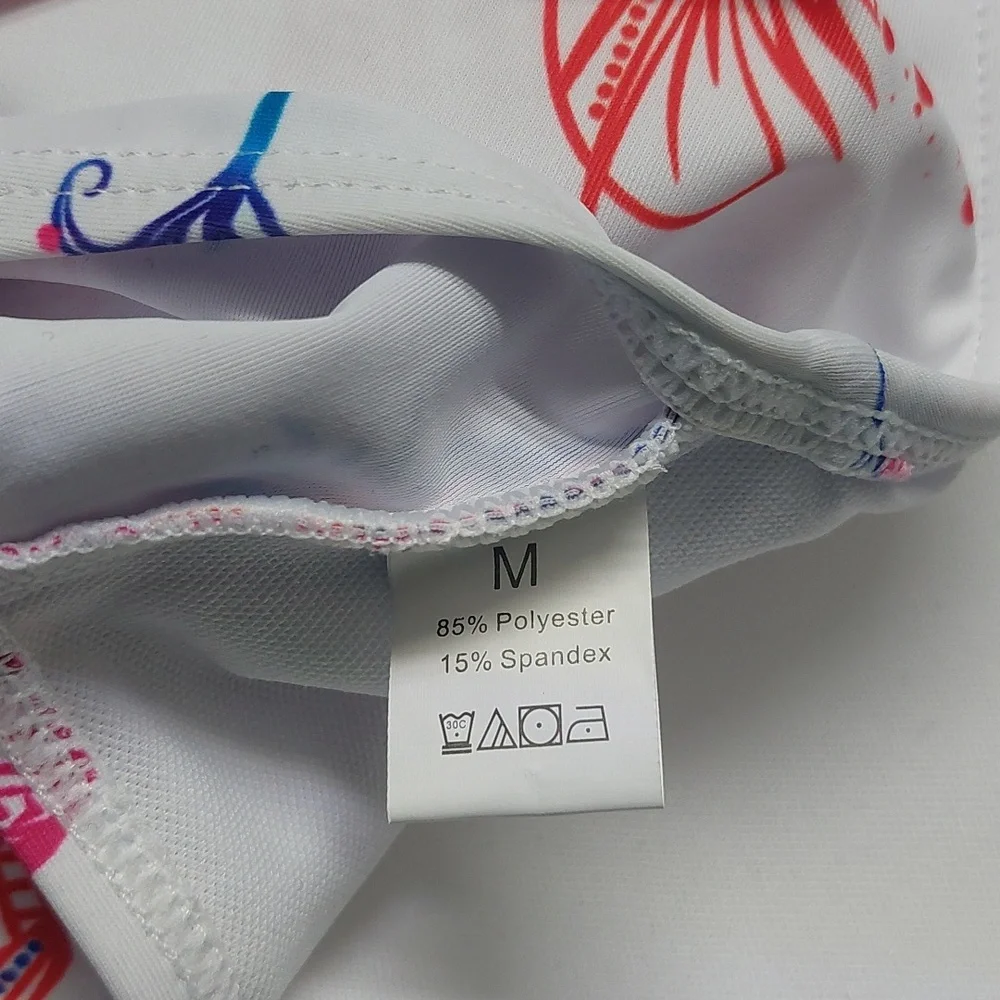 M
85% Polyester
15% Spandex
30C